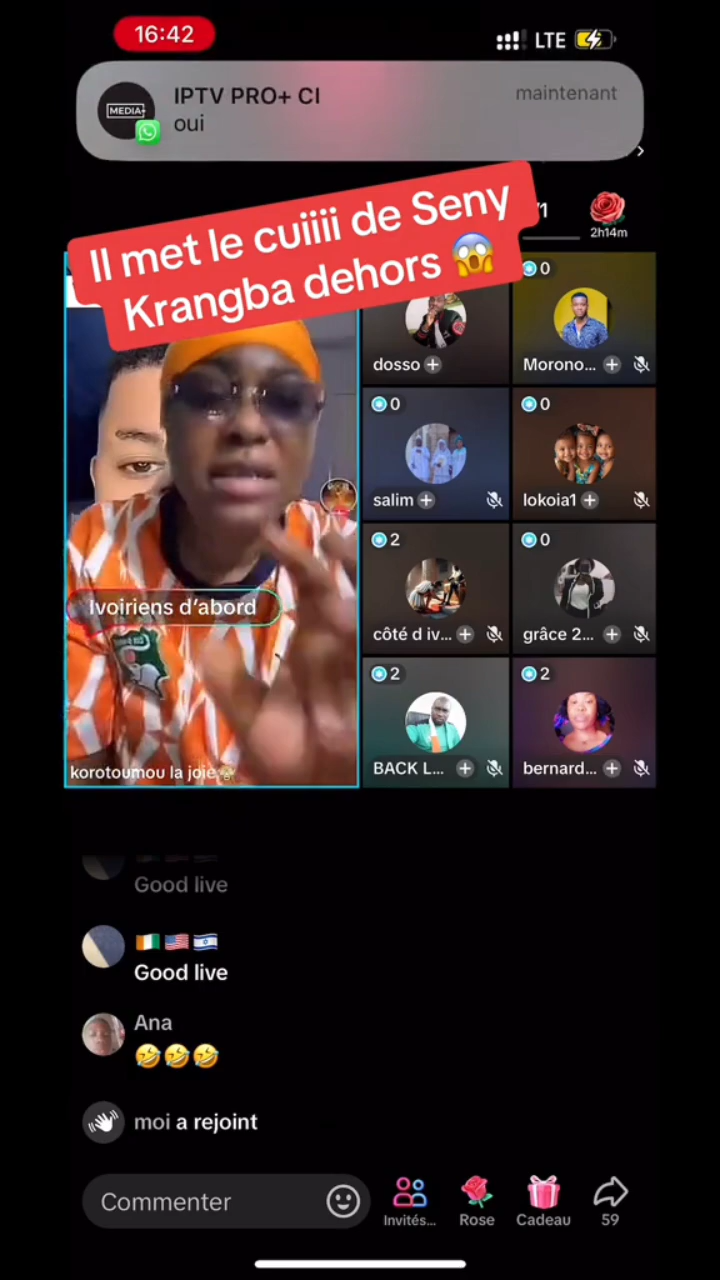 16:42
LTE
MEDIA+
IPTV PRO+ CI
maintenant
oui
Il met le cuiiii de Seny
Krangba dehors 😱
2h14m
0
dosso
Morono...
0
0
salim
lokoia1
2
0
côté d iv...
grâce 2...
2
2
BACK L...
bernard...
Ivoiriens d'abord
korotoumou la joie
Good live
🇨🇮 🇺🇸 🇮🇱
Good live
Ana
🤣🤣🤣
moi a rejoint
Commenter
Invités...
Rose
Cadeau
59